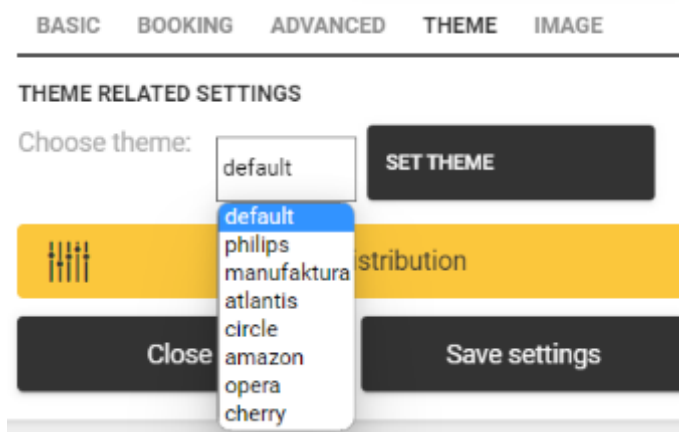 BASIC BOOKING ADVANCED THEME IMAGE
THEME RELATED SETTINGS
Choose theme:
default
SET THEME
default
philips
manufaktura
atlantis
circle
amazon
opera
cherry
istribution
Close
Save settings